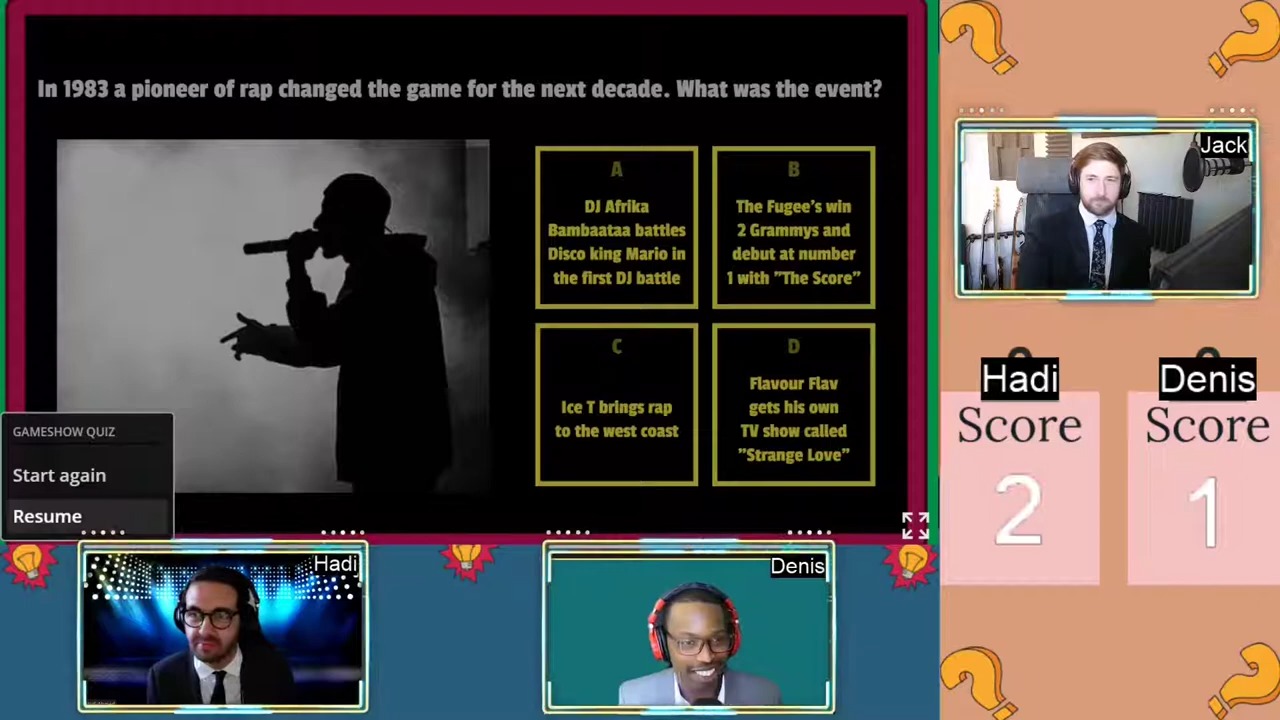 In 1983 a pioneer of rap changed the game for the next decade. What was the event?
A
DJ Afrika
Bambaataa battles
Disco king Mario in
the first DJ battle
B
The Fugee's win
2 Grammys and
debut at number
1 with "The Score"
C
Ice T brings rap
to the west coast
D
Flavour Flav
gets his own
TV show called
"Strange Love"
GAMESHOW QUIZ
Start again
Resume
Jack
Hadi
Score
2
Denis
Score
1
Hadi
Denis